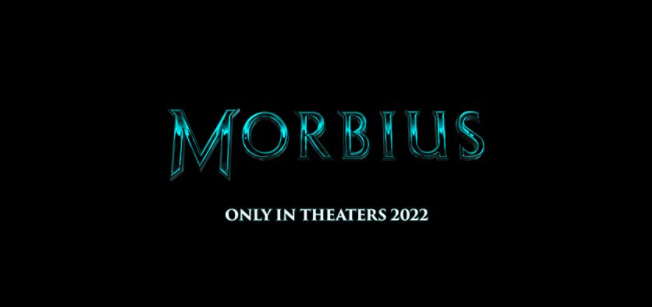 MORBIUS
ONLY IN THEATERS 2022